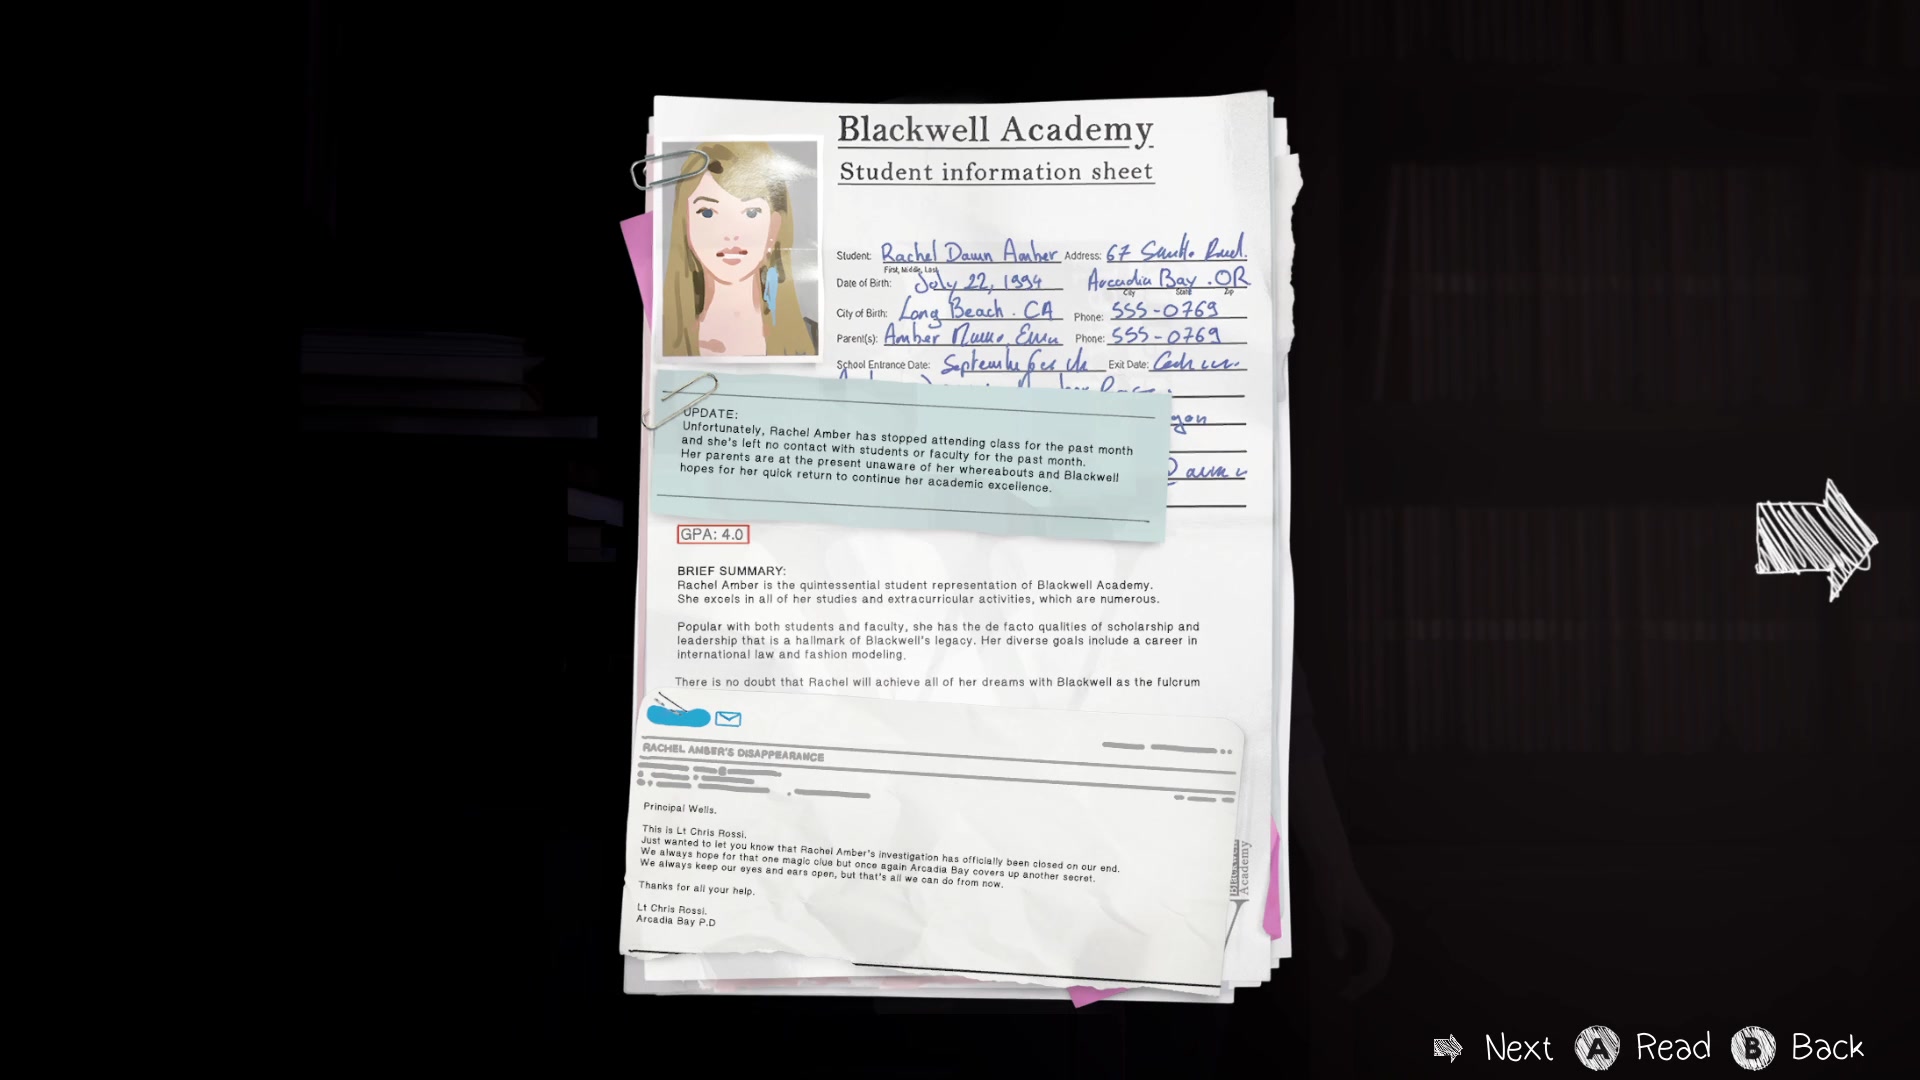 Blackwell Academy
Student information sheet
Student: Rachel Dawn Amber Address: 67
First, Middle, Last
Date of Birth: July 22, 1994 Arcadia Bay . OR
City State Zip
City of Birth: Long Beach . CA Phone: 555-0769
Parent(s): Amber Phone: 555-0769
School Entrance Date: Exit Date:
UPDATE:
Unfortunately, Rachel Amber has stopped attending class for the past month
and she's left no contact with students or faculty for the past month.
Her parents are at the present unaware of her whereabouts and Blackwell
hopes for her quick return to continue her academic excellence.
GPA: 4.0
BRIEF SUMMARY:
Rachel Amber is the quintessential student representation of Blackwell Academy.
She excels in all of her studies and extracurricular activities, which are numerous.
Popular with both students and faculty, she has the de facto qualities of scholarship and
leadership that is a hallmark of Blackwell's legacy. Her diverse goals include a career in
international law and fashion modeling.
There is no doubt that Rachel will achieve all of her dreams with Blackwell as the fulcrum
RACHEL AMBER'S DISAPPEARANCE
Principal Wells.
This is Lt Chris Rossi.
Just wanted to let you know that Rachel Amber's investigation has officially been closed on our end.
We always hope for that one magic clue but once again Arcadia Bay covers up another secret.
We always keep our eyes and ears open, but that's all we can do from now.
Thanks for all your help.
Lt Chris Rossi.
Arcadia Bay P.D
Academy
Next A Read B Back